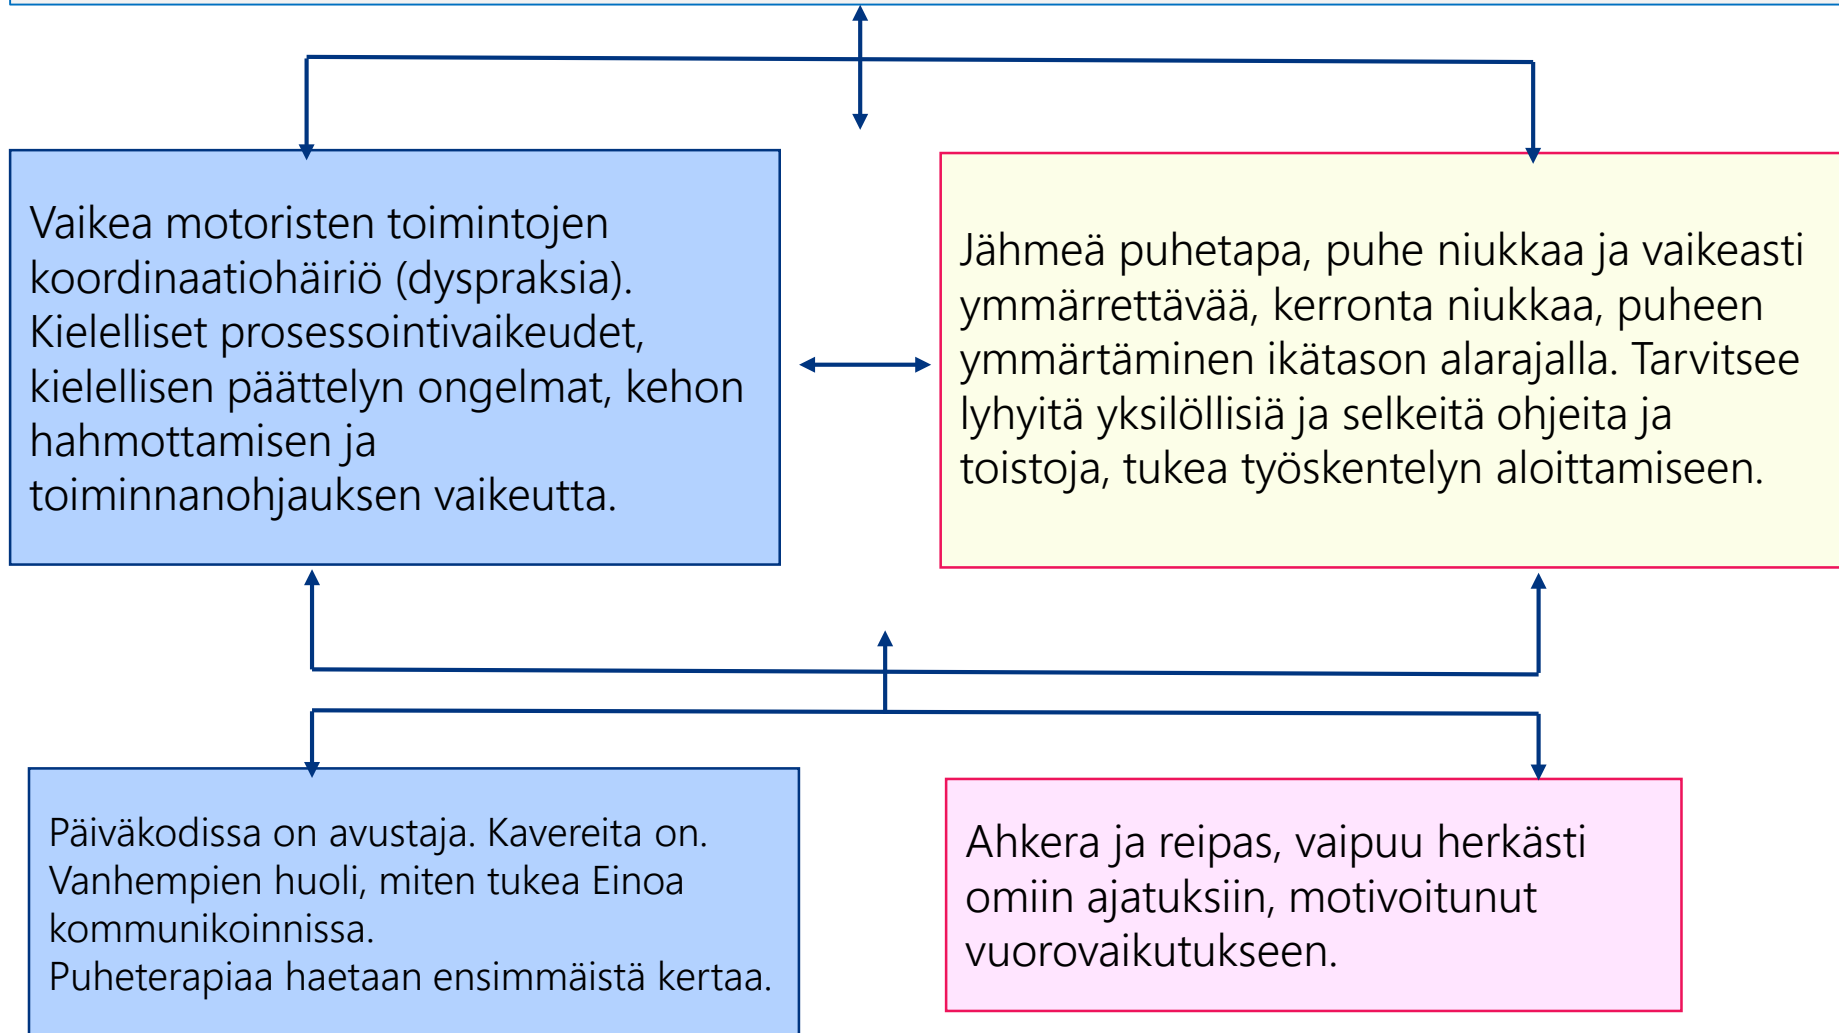 Vaikea motoristen toimintojen
koordinaatiohäiriö (dyspraksia).
Kielelliset prosessointivaikeudet,
kielellisen päättelyn ongelmat, kehon
hahmottamisen ja
toiminnanohjauksen vaikeutta.
Jähmeä puhetapa, puhe niukkaa ja vaikeasti
ymmärrettävää, kerronta niukkaa, puheen
ymmärtäminen ikätason alarajalla. Tarvitsee
lyhyitä yksilöllisiä ja selkeitä ohjeita ja
toistoja, tukea työskentelyn aloittamiseen.
Päiväkodissa on avustaja. Kavereita on.
Vanhempien huoli, miten tukea Einoa
kommunikoinnissa.
Puheterapiaa haetaan ensimmäistä kertaa.
Ahkera ja reipas, vaipuu herkästi
omiin ajatuksiin, motivoitunut
vuorovaikutukseen.